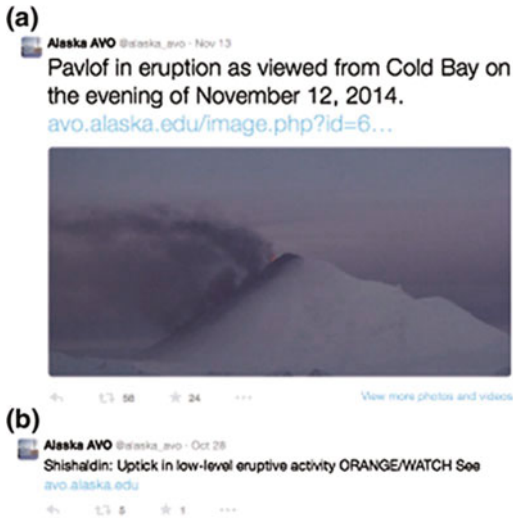 (a)
Alaska AVO @alaska_avo · Nov 13
Pavlof in eruption as viewed from Cold Bay on
the evening of November 12, 2014.
avo.alaska.edu/image.php?id=6...
58 24 ... View more photos and videos
(b)
Alaska AVO @alaska_avo · Oct 28
Shishaldin: Uptick in low-level eruptive activity ORANGE/WATCH See
avo.alaska.edu
5 1 ...